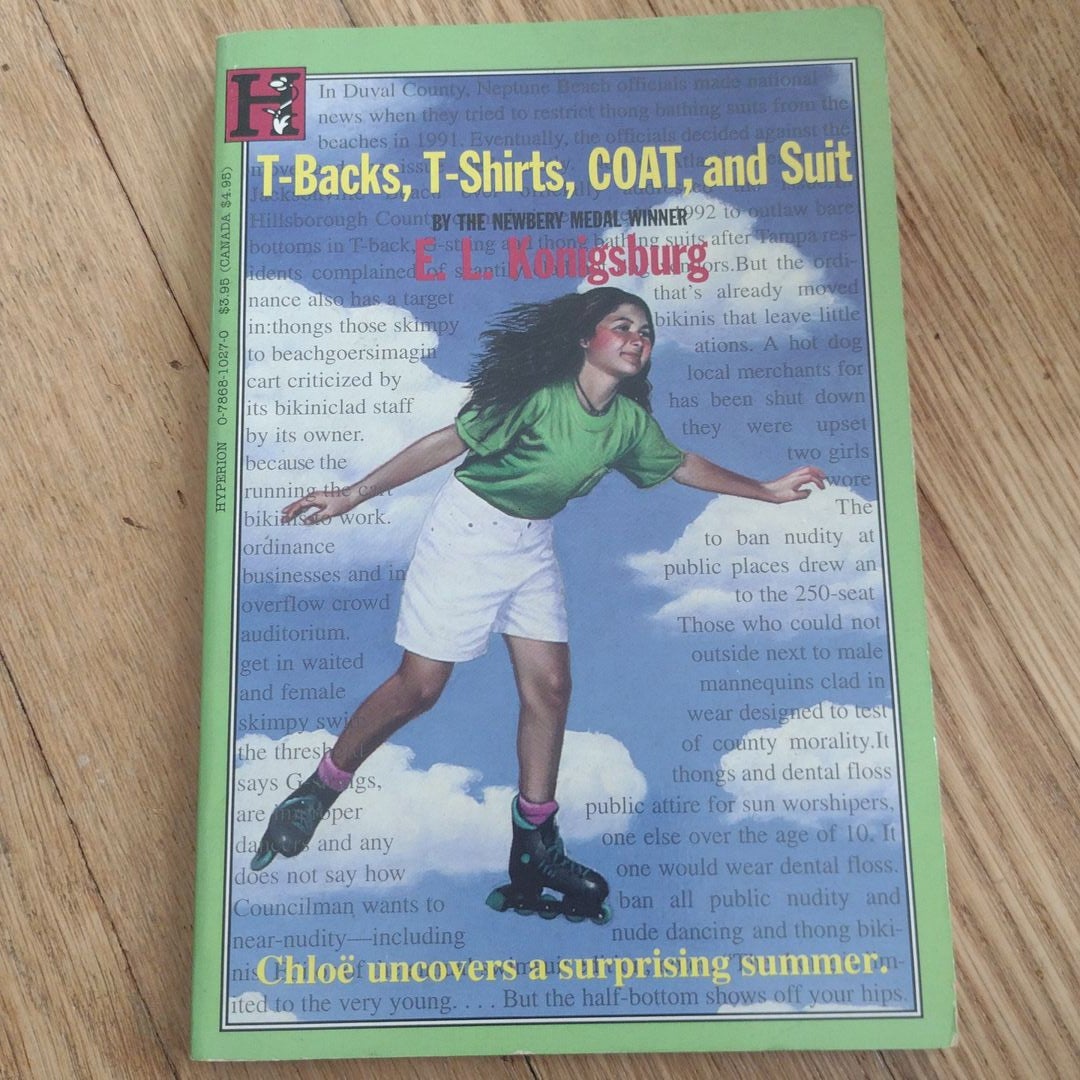 H
In Duval County, Neptune Beach officials made national
news when they tried to restrict thong bathing suits from the
beaches in 1991. Eventually, the officials decided against the
T-Backs, T-Shirts, COAT, and Suit
Hillsborough
BY THE NEWBERY MEDAL WINNER
1992 to outlaw bare
bottoms in T-back,
bathing suits after Tampa res-
E. L. Konigsburg
idents complained of
But the ordi-
nance also has a target
that's already moved
in:thongs those skimpy
bikinis that leave little
to beachgoersimagin
ations. A hot dog
cart criticized by
local merchants for
its bikiniclad staff
has been shut down
by its owner.
they were upset
because the
two girls
running the cart
wore
bikinis to work.
The
ordinance
to ban nudity at
businesses and in
public places drew an
overflow crowd
to the 250-seat
auditorium.
Those who could not
get in waited
outside next to male
and female
mannequins clad in
skimpy swim
wear designed to test
the threshold
of county morality.It
says G-strings,
thongs and dental floss
are improper
public attire for sun worshipers,
dancers and any
one else over the age of 10. It
does not say how
one would wear dental floss.
Councilman wants to
ban all public nudity and
near-nudity—including
nude dancing and thong biki-
Chloë uncovers a surprising summer.
ited to the very young. . . . But the half-bottom shows off your hips.
HYPERION 0-7868-1027-0 $3.95 (CANADA $4.95)